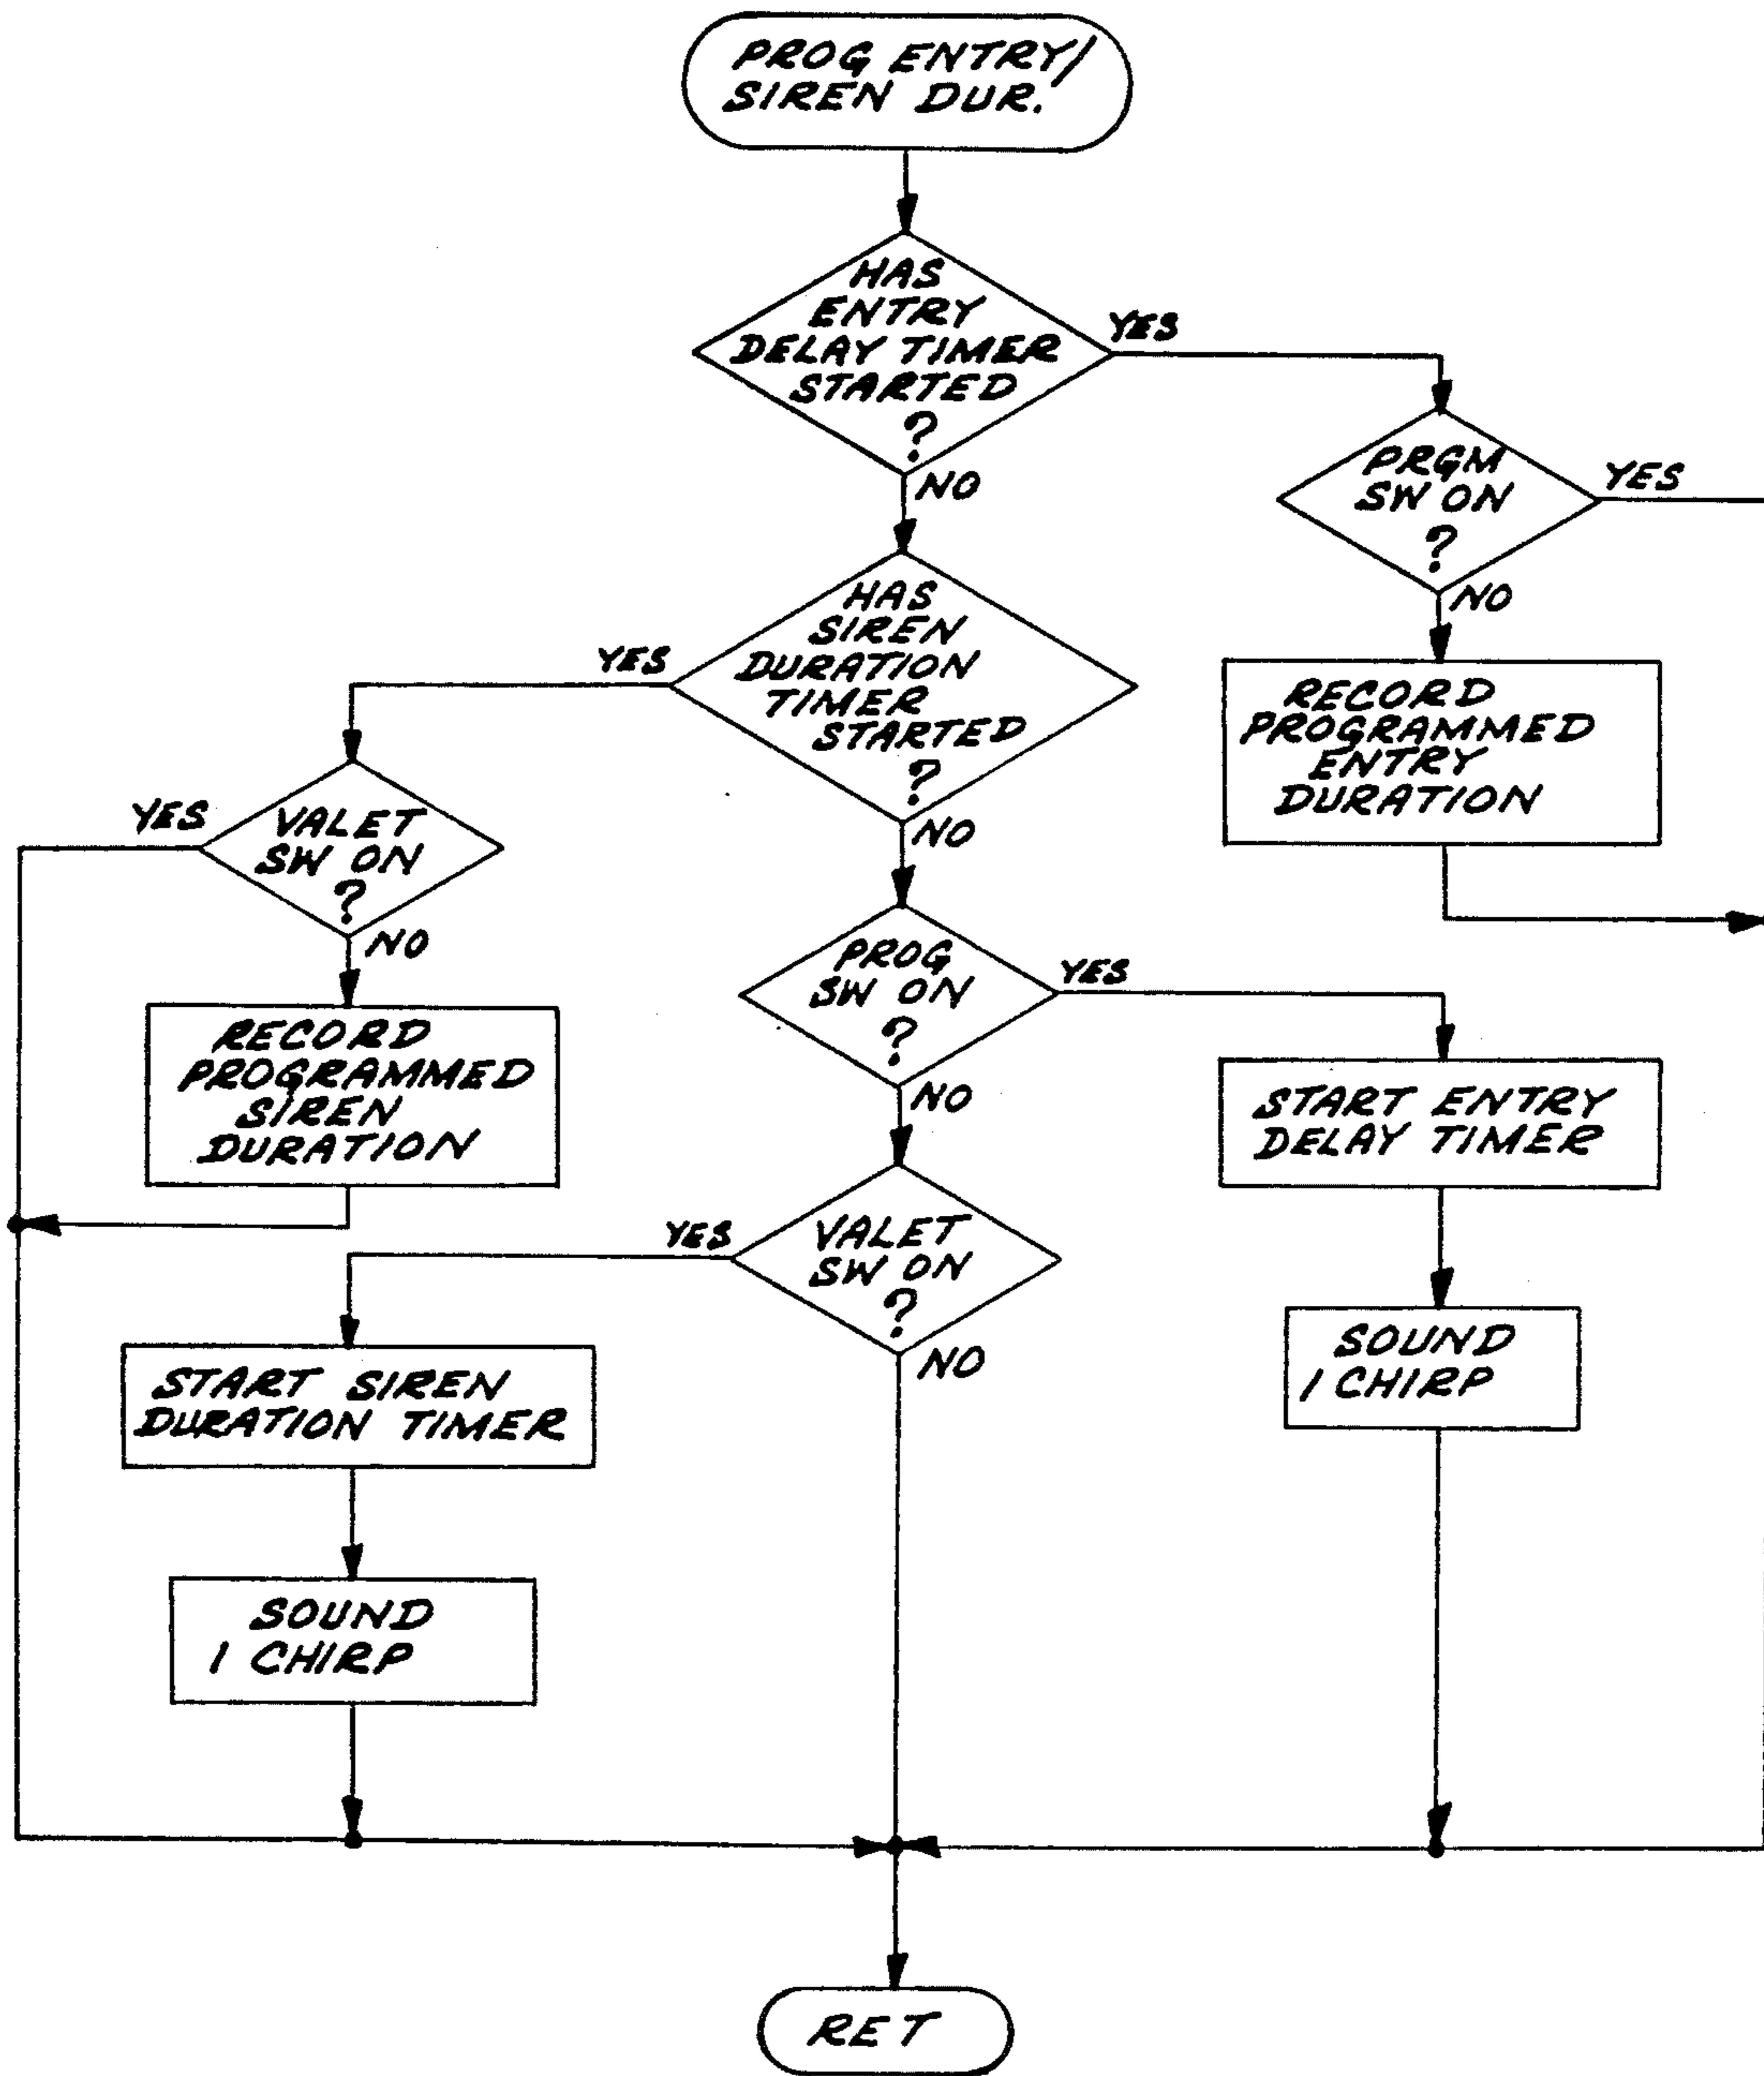 PROG ENTRY/
SIREN DUR.
HAS
ENTRY
DELAY TIMER
STARTED
?
YES
NO
PRGM
SW ON
?
YES
NO
RECORD
PROGRAMMED
ENTRY
DURATION
HAS
SIREN
DURATION
TIMER
STARTED
?
YES
NO
VALET
SW ON
?
YES
NO
RECORD
PROGRAMMED
SIREN
DURATION
PROG
SW ON
?
YES
NO
START ENTRY
DELAY TIMER
SOUND
1 CHIRP
VALET
SW ON
?
YES
NO
START SIREN
DURATION TIMER
SOUND
1 CHIRP
RET